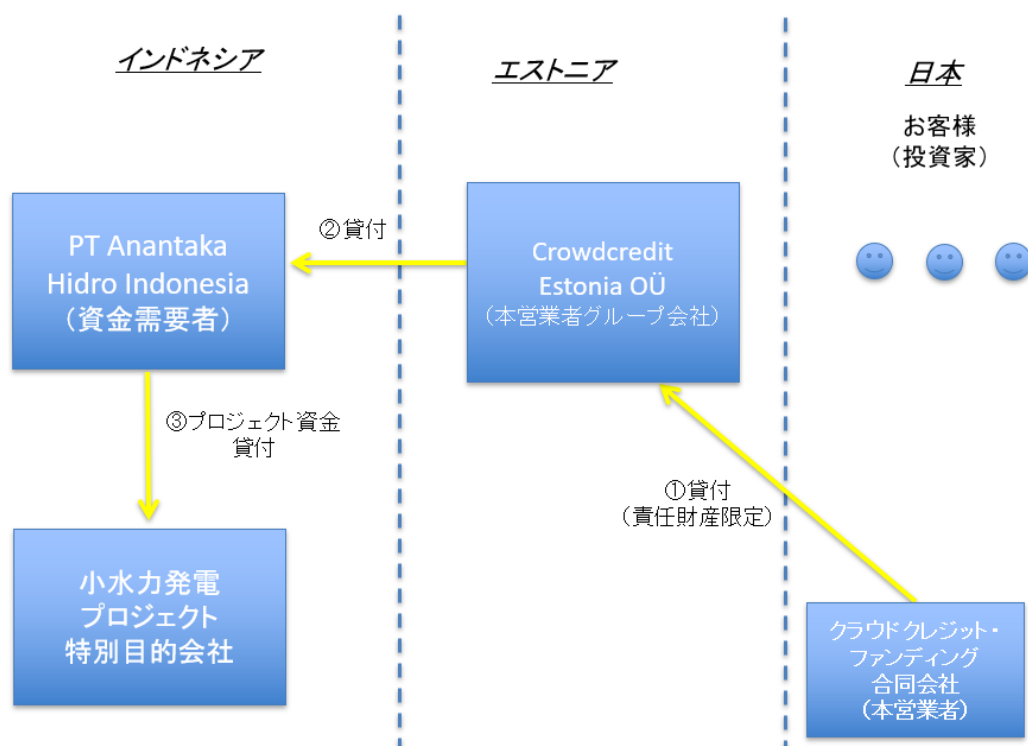 インドネシア
エストニア
日本
お客様
（投資家）
PT Anantaka
Hidro Indonesia
（資金需要者）
②貸付
Crowdcredit
Estonia OÜ
（本営業者グループ会社）
③プロジェクト資金
貸付
①貸付
（責任財産限定）
小水力発電
プロジェクト
特別目的会社
クラウドクレジット・
ファンディング
合同会社
（本営業者）